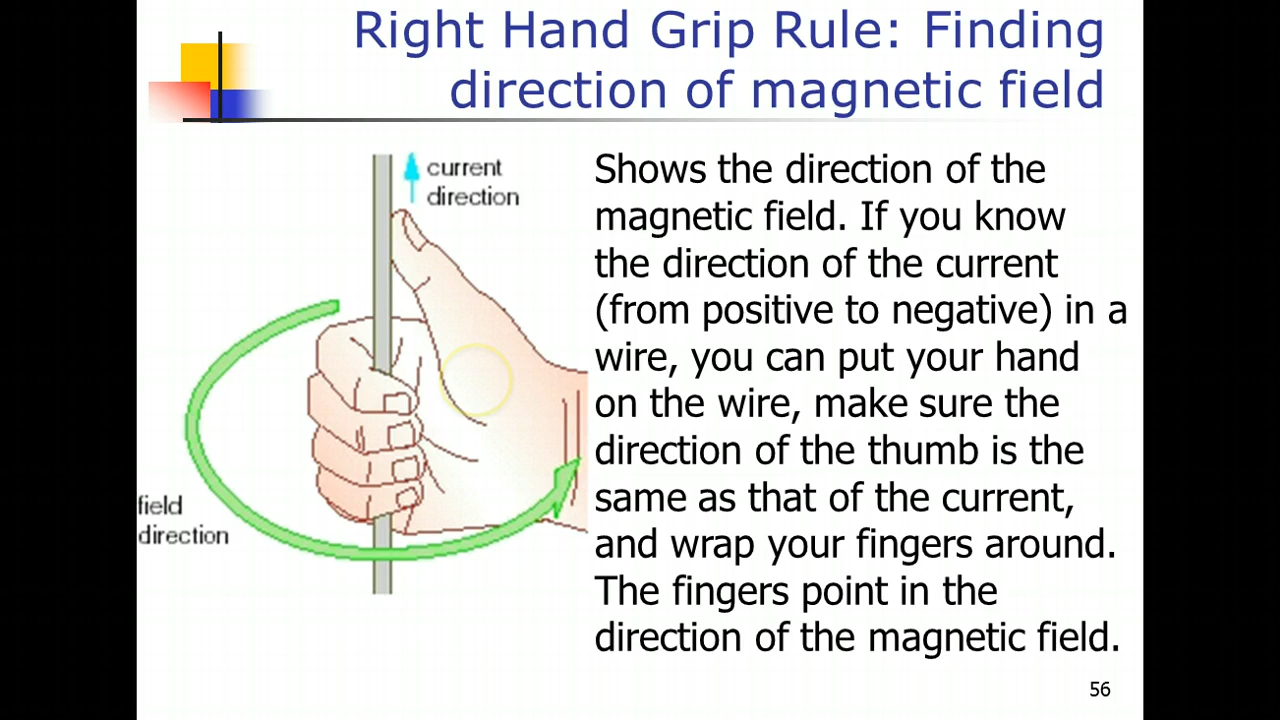 Right Hand Grip Rule: Finding
direction of magnetic field
current
direction
field
direction
Shows the direction of the
magnetic field. If you know
the direction of the current
(from positive to negative) in a
wire, you can put your hand
on the wire, make sure the
direction of the thumb is the
same as that of the current,
and wrap your fingers around.
The fingers point in the
direction of the magnetic field.
56